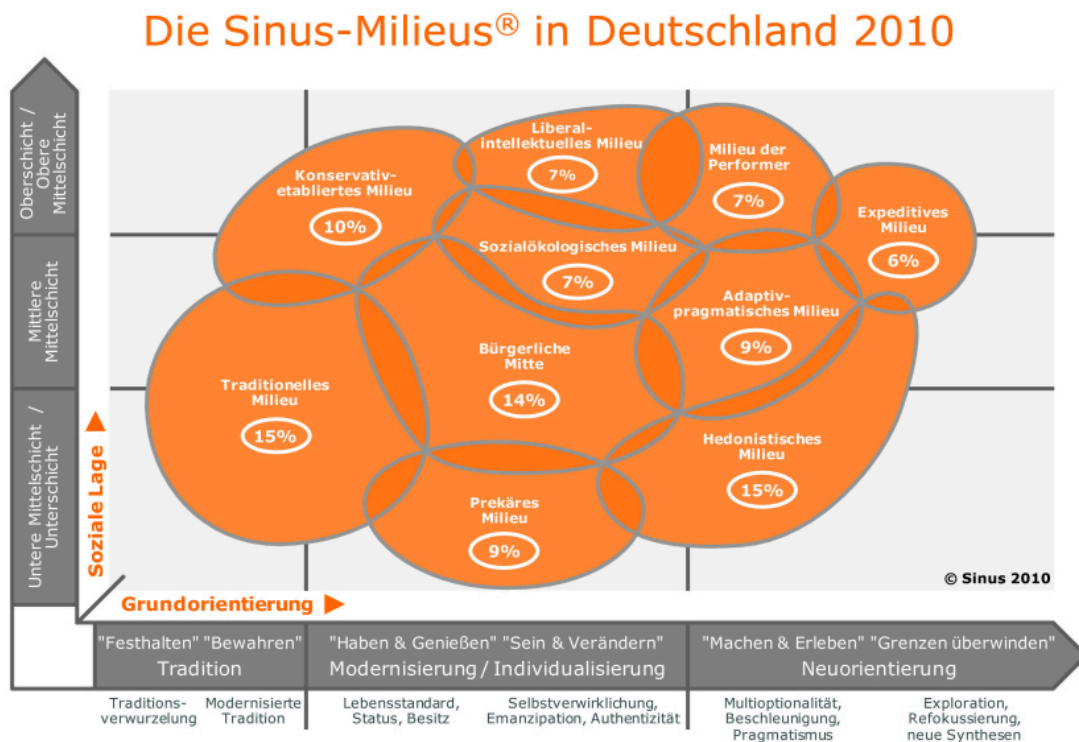 Die Sinus-Milieus® in Deutschland 2010
Oberschicht /
Obere
Mittelschicht
Mittlere
Mittelschicht
Untere Mittelschicht /
Unterschicht
Soziale Lage
Konservativ-
etabliertes Milieu
10%
Liberal-
intellektuelles Milieu
7%
Milieu der
Performer
7%
Expeditives
Milieu
6%
Sozialökologisches Milieu
7%
Adaptiv-
pragmatisches Milieu
9%
Bürgerliche
Mitte
14%
Traditionelles
Milieu
15%
Hedonistisches
Milieu
15%
Prekäres
Milieu
9%
© Sinus 2010
Grundorientierung
"Festhalten" "Bewahren"
Tradition
"Haben & Genießen" "Sein & Verändern"
Modernisierung / Individualisierung
"Machen & Erleben" "Grenzen überwinden"
Neuorientierung
Traditions-
verwurzelung
Modernisierte
Tradition
Lebensstandard,
Status, Besitz
Selbstverwirklichung,
Emanzipation, Authentizität
Multioptionalität,
Beschleunigung,
Pragmatismus
Exploration,
Refokussierung,
neue Synthesen